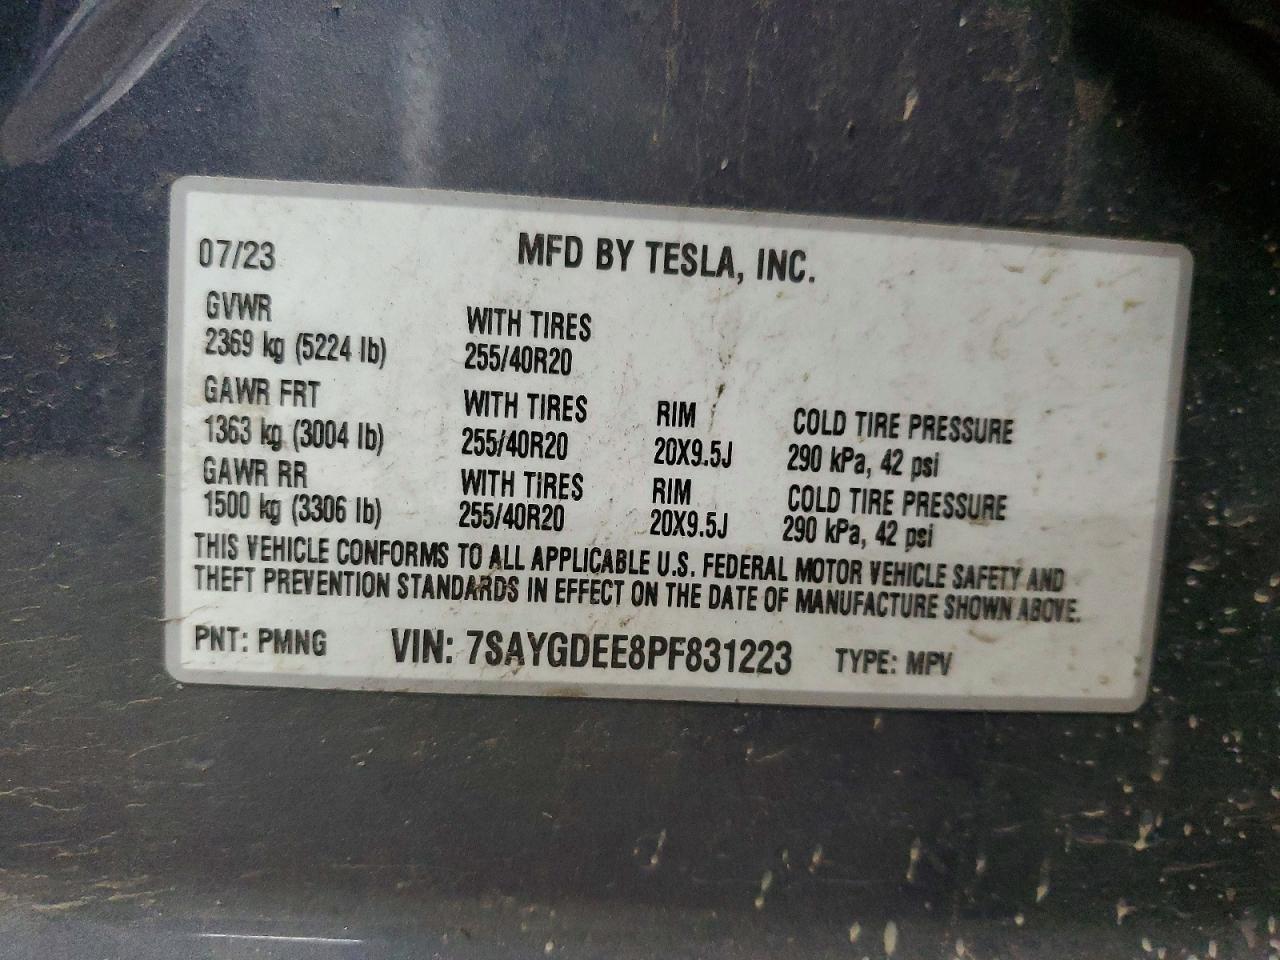 07/23 MFD BY TESLA, INC.
GVWR WITH TIRES
2369 kg (5224 lb) 255/40R20
GAWR FRT WITH TIRES RIM COLD TIRE PRESSURE
1363 kg (3004 lb) 255/40R20 20X9.5J 290 kPa, 42 psi
GAWR RR WITH TIRES RIM COLD TIRE PRESSURE
1500 kg (3306 lb) 255/40R20 20X9.5J 290 kPa, 42 psi
THIS VEHICLE CONFORMS TO ALL APPLICABLE U.S. FEDERAL MOTOR VEHICLE SAFETY AND
THEFT PREVENTION STANDARDS IN EFFECT ON THE DATE OF MANUFACTURE SHOWN ABOVE.
PNT: PMNG VIN: 7SAYGDEE8PF831223 TYPE: MPV